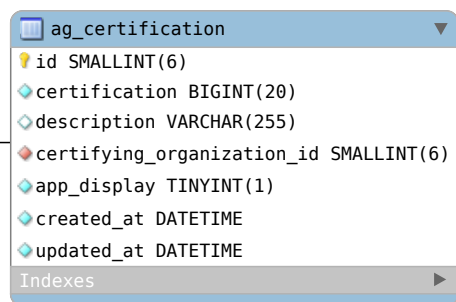 ag_certification
id SMALLINT(6)
certification BIGINT(20)
description VARCHAR(255)
certifying_organization_id SMALLINT(6)
app_display TINYINT(1)
created_at DATETIME
updated_at DATETIME
Indexes